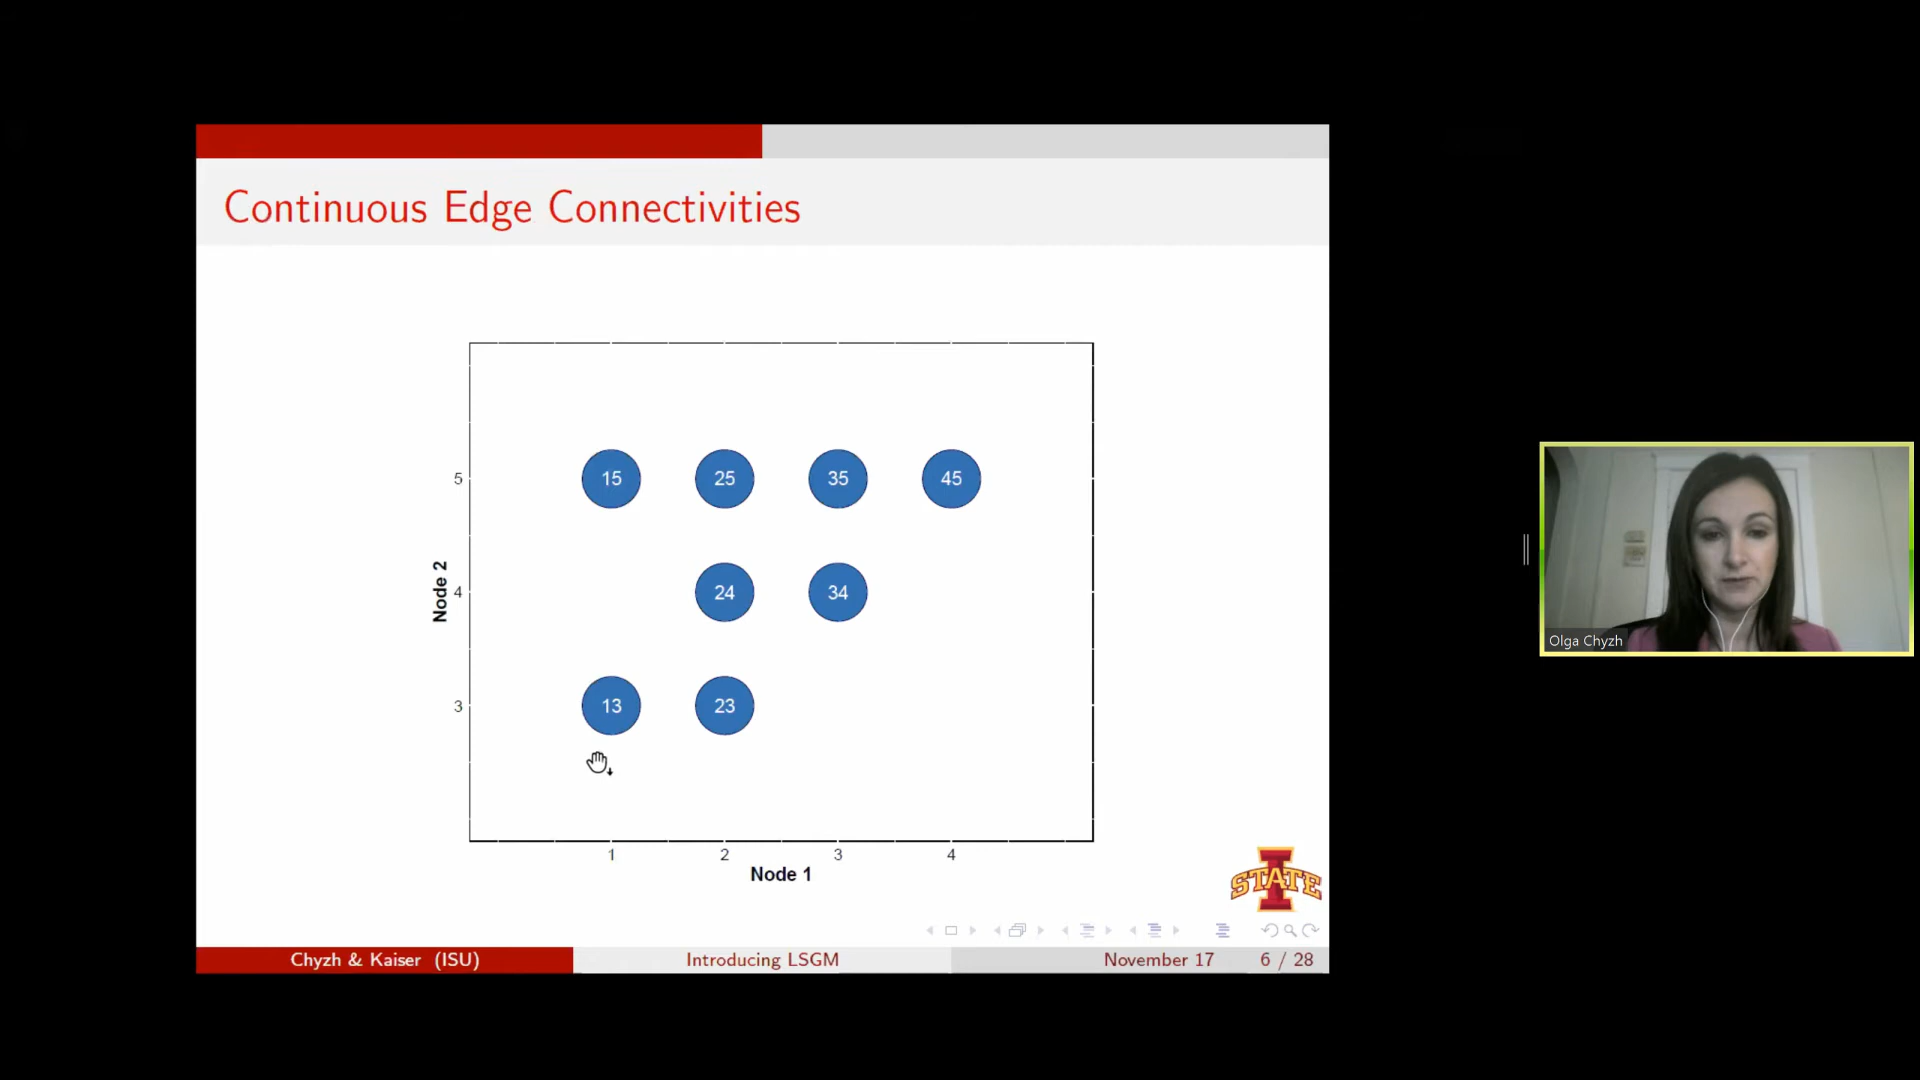 Continuous Edge Connectivities
5
15 25 35 45
Node 2
4
24 34
3
13 23
1 2 3 4
Node 1
STATE
Chyzh & Kaiser (ISU)
Introducing LSGM
November 17
6 / 28
Olga Chyzh